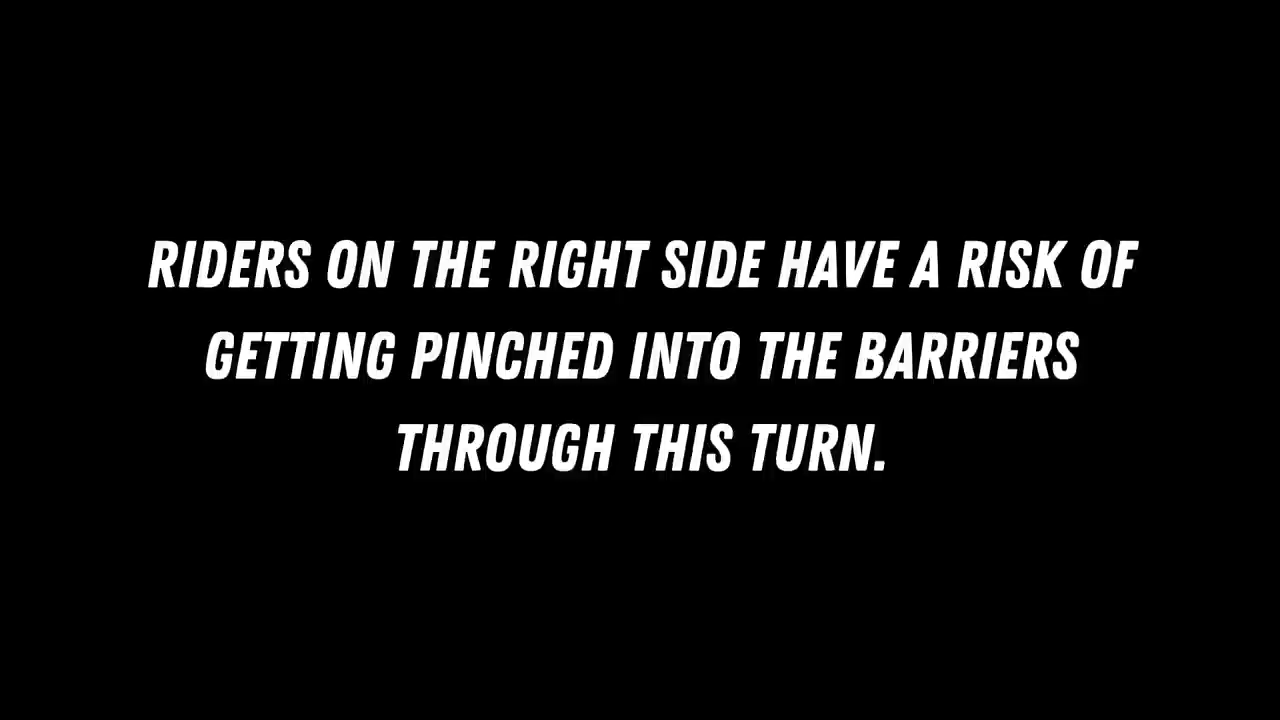 RIDERS ON THE RIGHT SIDE HAVE A RISK OF
GETTING PINCHED INTO THE BARRIERS
THROUGH THIS TURN.